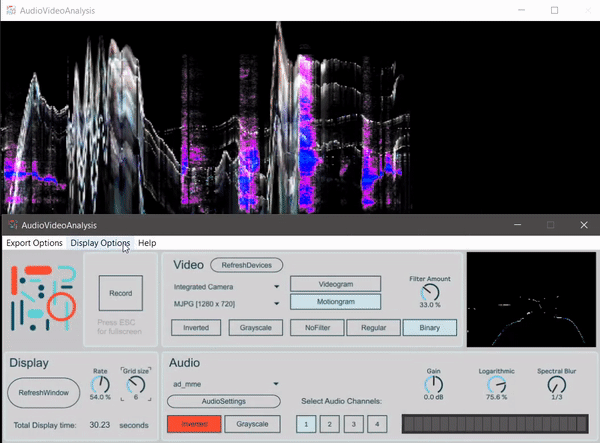 AudioVideoAnalysis
AudioVideoAnalysis
Export Options Display Options Help
Record
Press ESC
for fullscreen
Video RefreshDevices
Integrated Camera
MJPG [1280 x 720]
Videogram
Motiongram
Filter Amount
33.0 %
Inverted Grayscale NoFilter Regular Binary
Display
RefreshWindow
Rate
54.0 %
Grid size
6
Total Display time: 30.23 seconds
Audio
ad_mme
AudioSettings
Inverted Grayscale
Select Audio Channels:
1 2 3 4
Gain
0.0 dB
Logarithmic
75.6 %
Spectral Blur
1/3